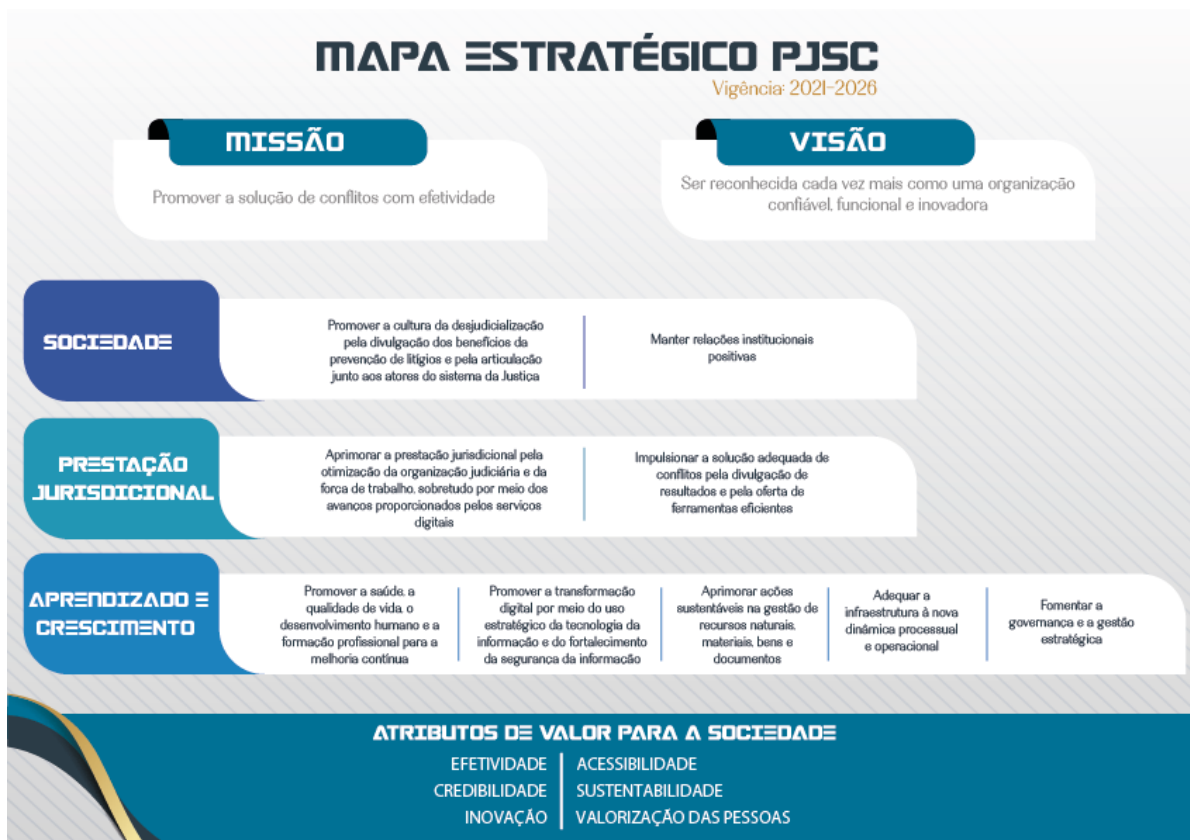 MAPA ESTRATÉGICO PJSC
Vigência: 2021-2026
MISSÃO
Promover a solução de conflitos com efetividade
VISÃO
Ser reconhecida cada vez mais como uma organização
confiável, funcional e inovadora
SOCIEDADE
Promover a cultura da desjudicialização
pela divulgação dos benefícios da
prevenção de litígios e pela articulação
junto aos atores do sistema da Justiça
Manter relações institucionais
positivas
PRESTAÇÃO
JURISDICIONAL
Aprimorar a prestação jurisdicional pela
otimização da organização judiciária e da
força de trabalho, sobretudo por meio dos
avanços proporcionados pelos serviços
digitais
Impulsionar a solução adequada de
conflitos pela divulgação de
resultados e pela oferta de
ferramentas eficientes
APRENDIZADO E
CRESCIMENTO
Promover a saúde, a
qualidade de vida, o
desenvolvimento humano e a
formação profissional para a
melhoria contínua
Promover a transformação
digital por meio do uso
estratégico da tecnologia da
informação e do fortalecimento
da segurança da informação
Aprimorar ações
sustentáveis na gestão de
recursos naturais,
materiais, bens e
documentos
Adequar a
infraestrutura à nova
dinâmica processual
e operacional
Fomentar a
governança e a gestão
estratégica
ATRIBUTOS DE VALOR PARA A SOCIEDADE
EFETIVIDADE
CREDIBILIDADE
INOVAÇÃO
ACESSIBILIDADE
SUSTENTABILIDADE
VALORIZAÇÃO DAS PESSOAS